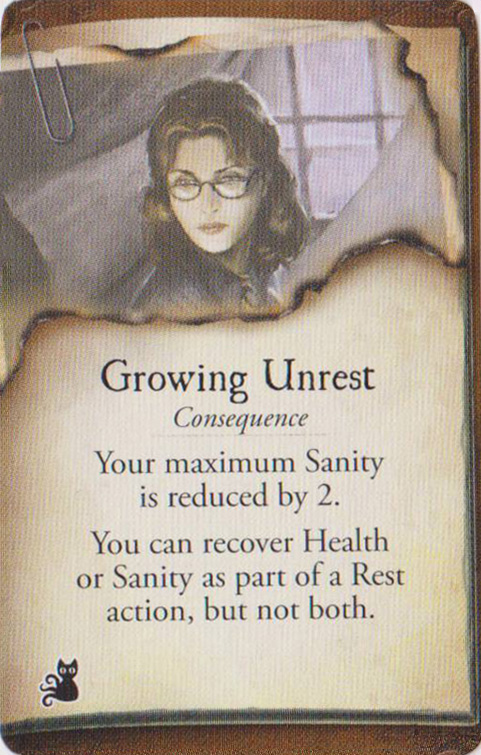 Growing Unrest
Consequence
Your maximum Sanity
is reduced by 2.
You can recover Health
or Sanity as part of a Rest
action, but not both.